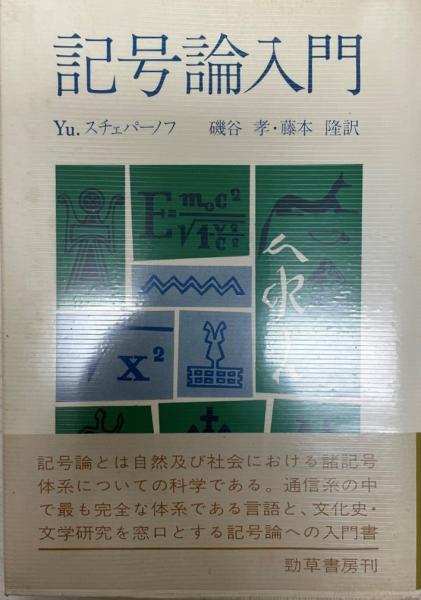 記号論入門
Yu. スチェパーノフ 磯谷 孝・藤本 隆訳
E= m₀c² / √1-v²/c²
√x²
記号論とは自然及び社会における諸記号
体系についての科学である。通信系の中
で最も完全な体系である言語と、文化史・
文学研究を窓口とする記号論への入門書
勁草書房刊